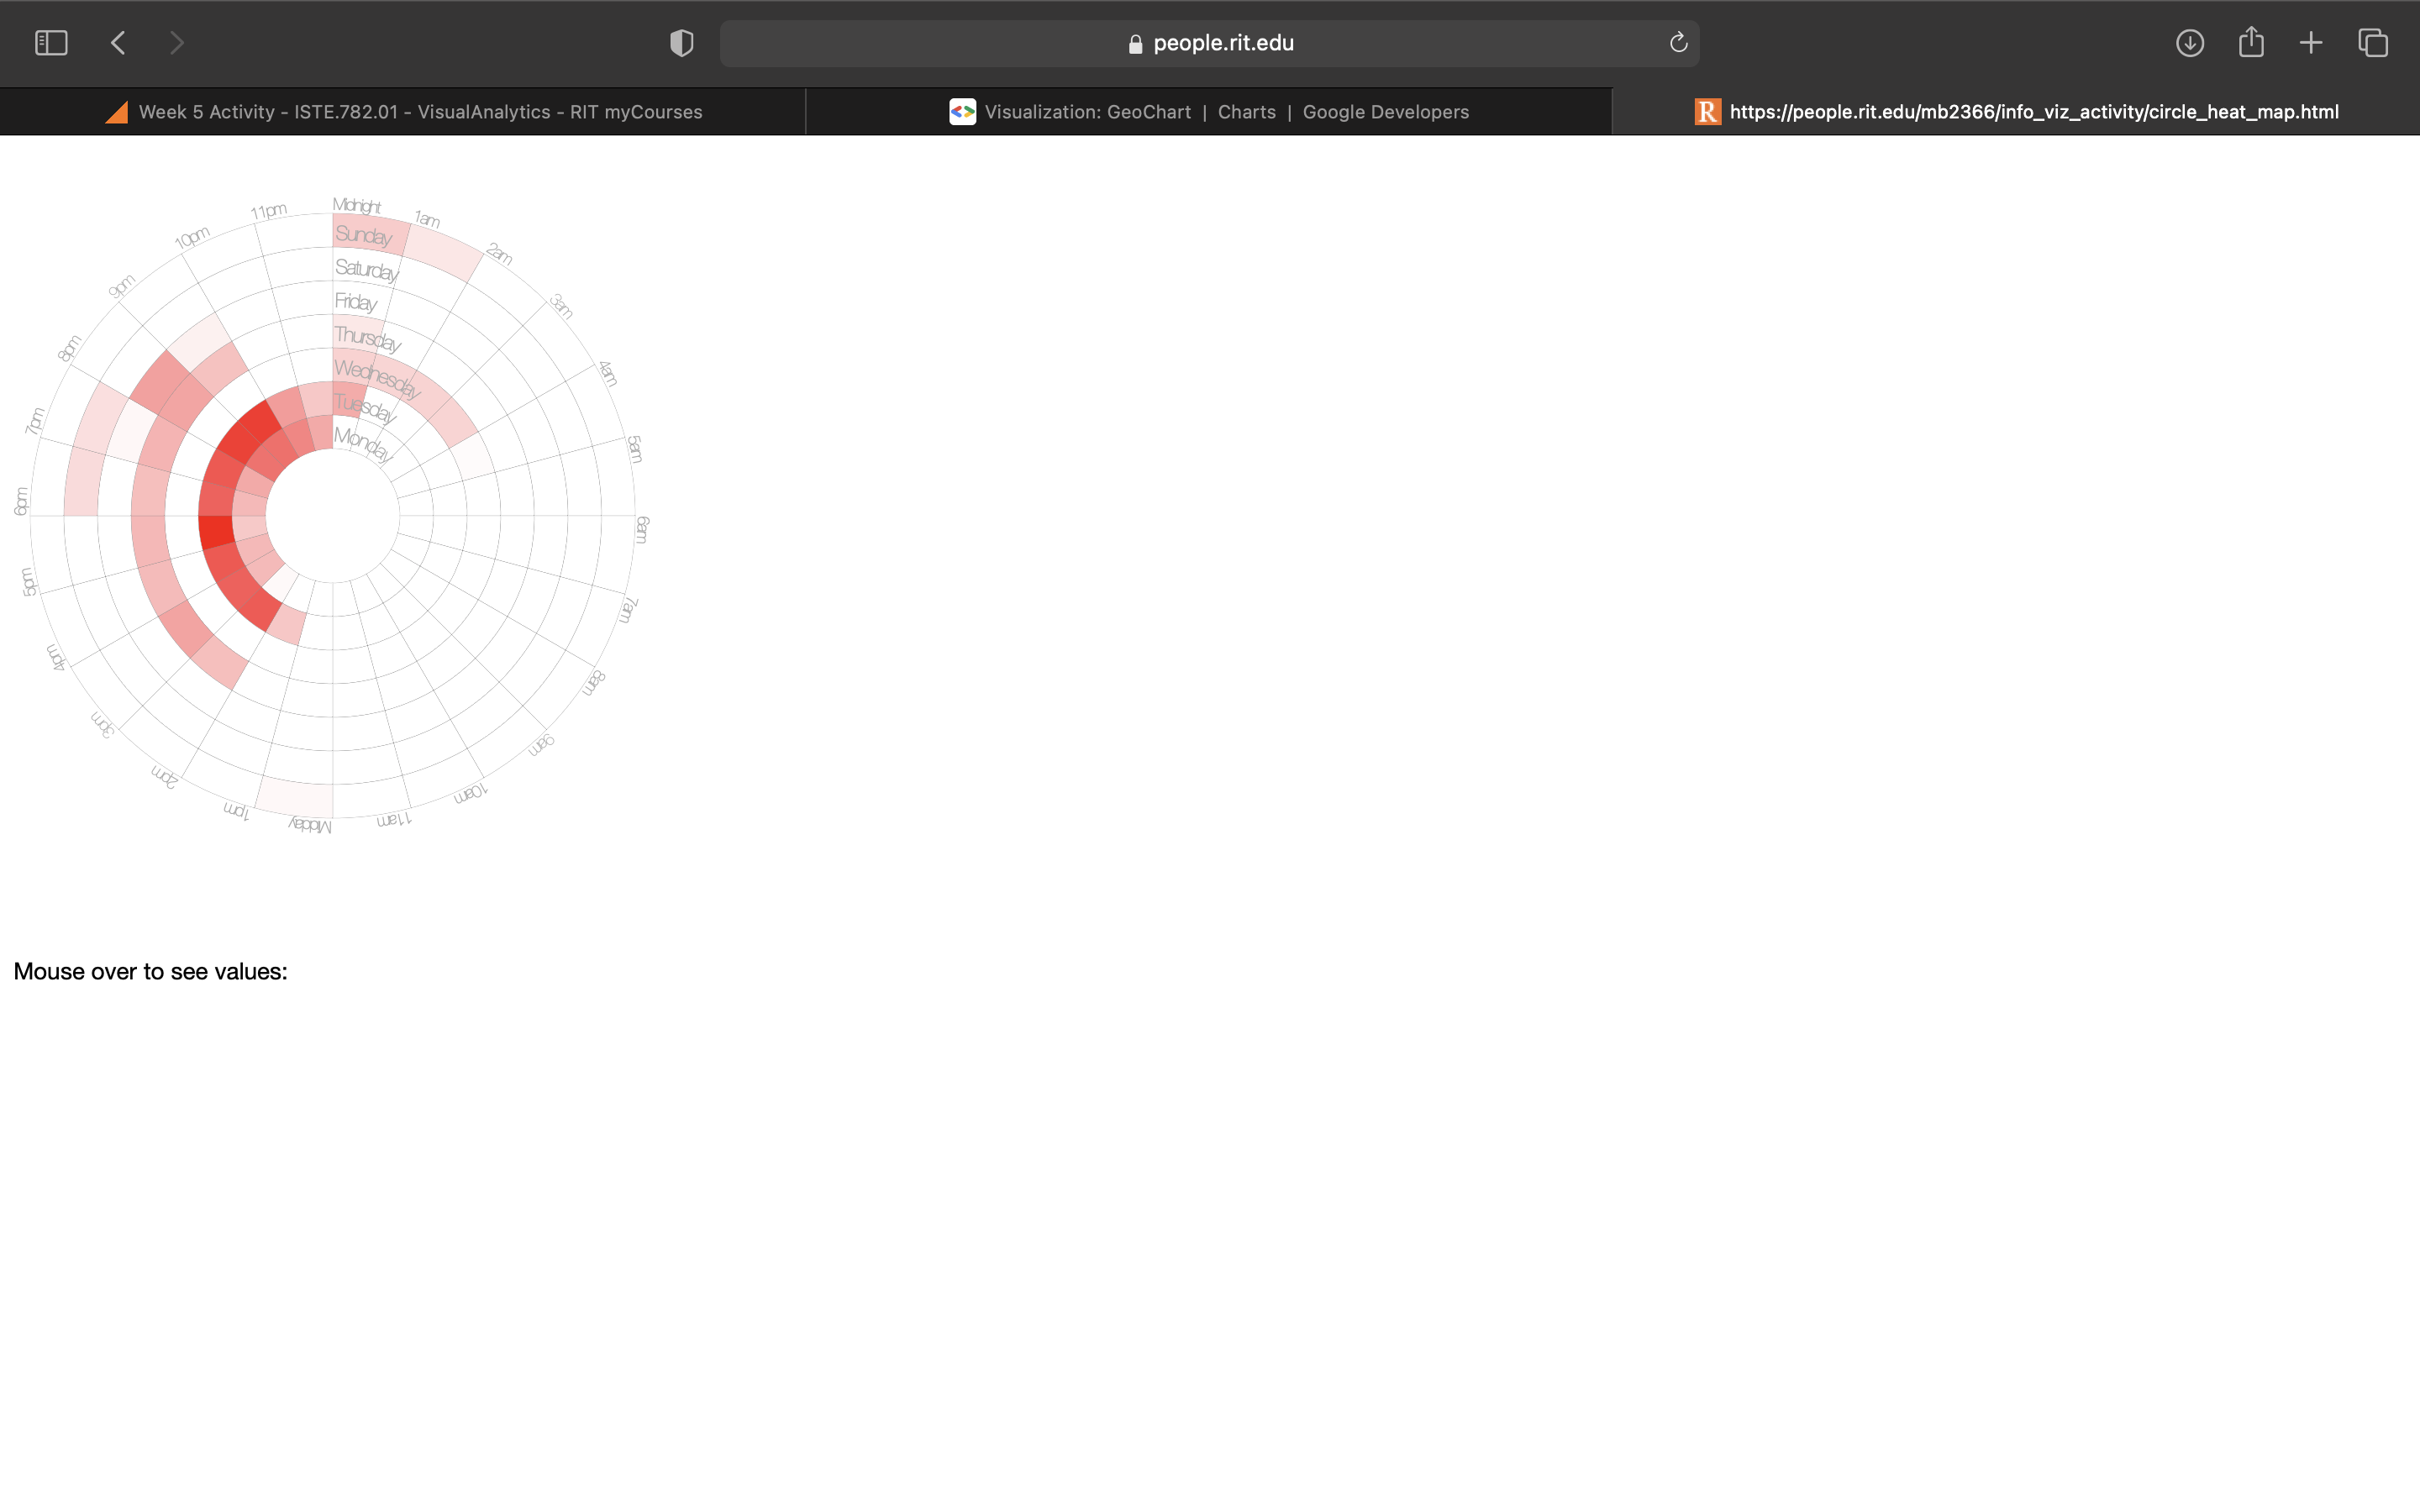 people.rit.edu
Week 5 Activity - ISTE.782.01 - VisualAnalytics - RIT myCourses
Visualization: GeoChart | Charts | Google Developers
R https://people.rit.edu/mb2366/info_viz_activity/circle_heat_map.html
Midnight
1am
2am
3am
4am
5am
6am
7am
8am
9am
10am
11am
Midday
1pm
2pm
3pm
4pm
5pm
6pm
7pm
8pm
9pm
10pm
11pm
Sunday
Saturday
Friday
Thursday
Wednesday
Tuesday
Monday
Mouse over to see values: